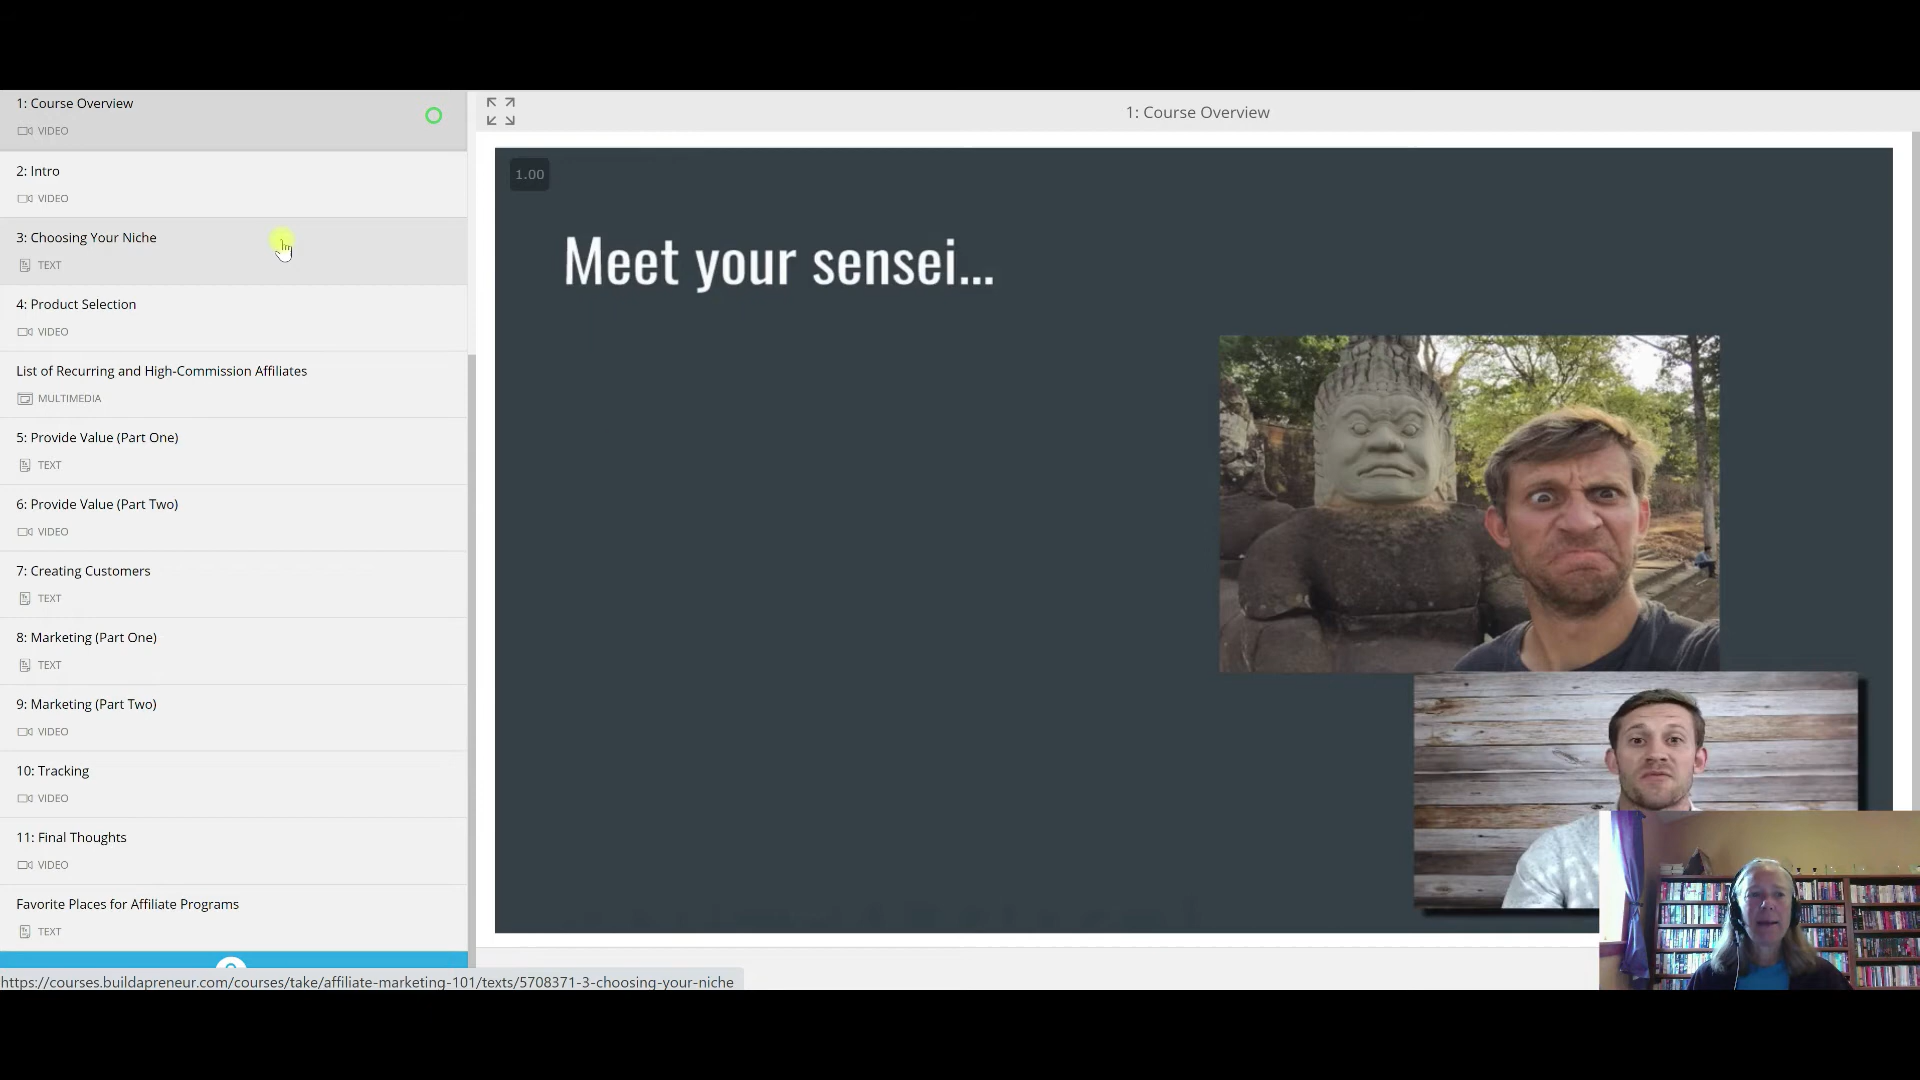 1: Course Overview
VIDEO
2: Intro
VIDEO
3: Choosing Your Niche
TEXT
4: Product Selection
VIDEO
List of Recurring and High-Commission Affiliates
MULTIMEDIA
5: Provide Value (Part One)
TEXT
6: Provide Value (Part Two)
VIDEO
7: Creating Customers
TEXT
8: Marketing (Part One)
TEXT
9: Marketing (Part Two)
VIDEO
10: Tracking
VIDEO
11: Final Thoughts
VIDEO
Favorite Places for Affiliate Programs
TEXT
https://courses.buildapreneur.com/courses/take/affiliate-marketing-101/texts/5708371-3-choosing-your-niche
1: Course Overview
1.00
Meet your sensei...